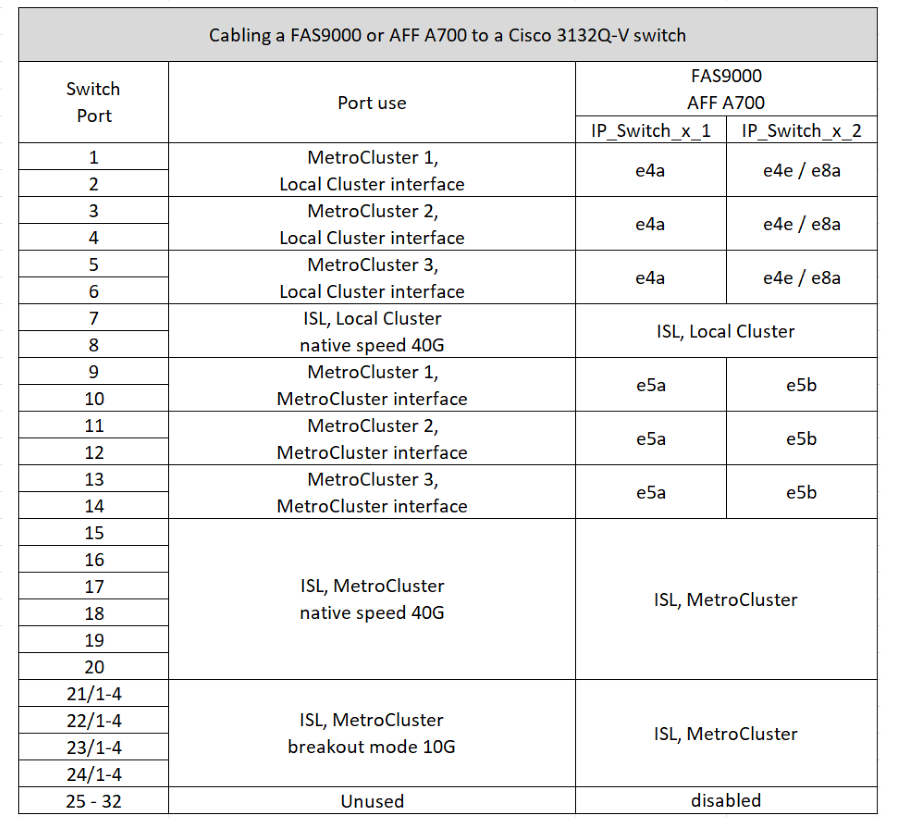 Cabling a FAS9000 or AFF A700 to a Cisco 3132Q-V switch
Switch
Port
Port use
FAS9000
AFF A700
IP_Switch_x_1
IP_Switch_x_2
1
2
MetroCluster 1,
Local Cluster interface
e4a
e4e / e8a
3
4
MetroCluster 2,
Local Cluster interface
e4a
e4e / e8a
5
6
MetroCluster 3,
Local Cluster interface
e4a
e4e / e8a
7
8
ISL, Local Cluster
native speed 40G
ISL, Local Cluster
9
10
MetroCluster 1,
MetroCluster interface
e5a
e5b
11
12
MetroCluster 2,
MetroCluster interface
e5a
e5b
13
14
MetroCluster 3,
MetroCluster interface
e5a
e5b
15
16
17
18
19
20
ISL, MetroCluster
native speed 40G
ISL, MetroCluster
21/1-4
22/1-4
23/1-4
24/1-4
ISL, MetroCluster
breakout mode 10G
ISL, MetroCluster
25 - 32
Unused
disabled